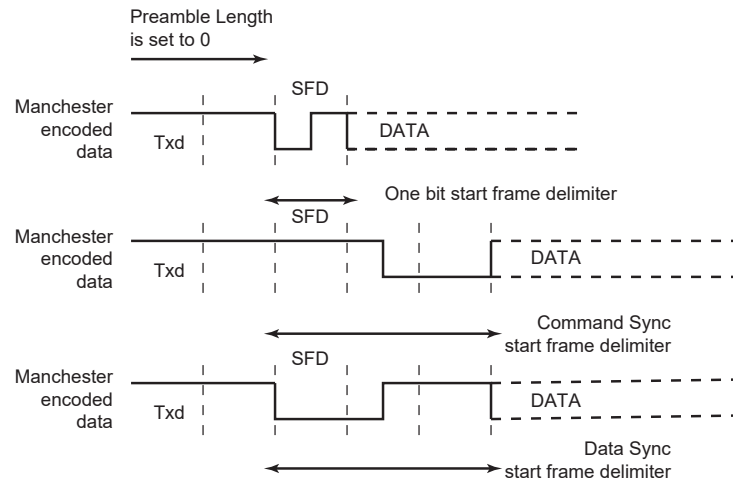 Preamble Length
is set to 0
SFD
Manchester
encoded
data
Txd
DATA
One bit start frame delimiter
SFD
Manchester
encoded
data
Txd
DATA
Command Sync
start frame delimiter
SFD
Manchester
encoded
data
Txd
DATA
Data Sync
start frame delimiter